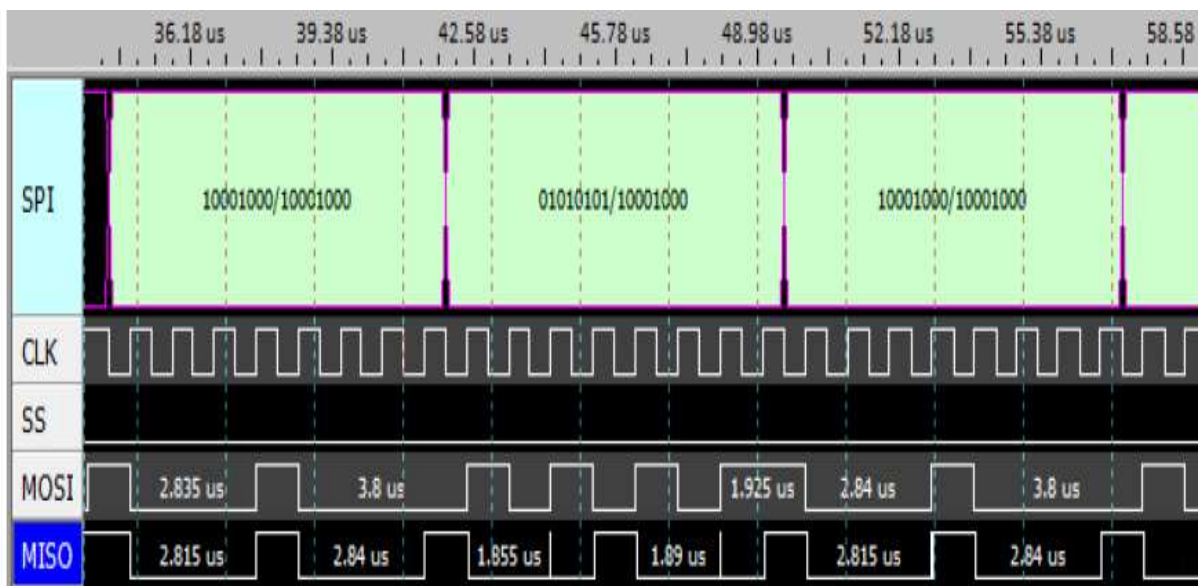 36.18 us 39.38 us 42.58 us 45.78 us 48.98 us 52.18 us 55.38 us 58.58
SPI 10001000/10001000 01010101/10001000 10001000/10001000
CLK
SS
MOSI 2.835 us 3.8 us 1.925 us 2.84 us 3.8 us
MISO 2.815 us 2.84 us 1.855 us 1.89 us 2.815 us 2.84 us